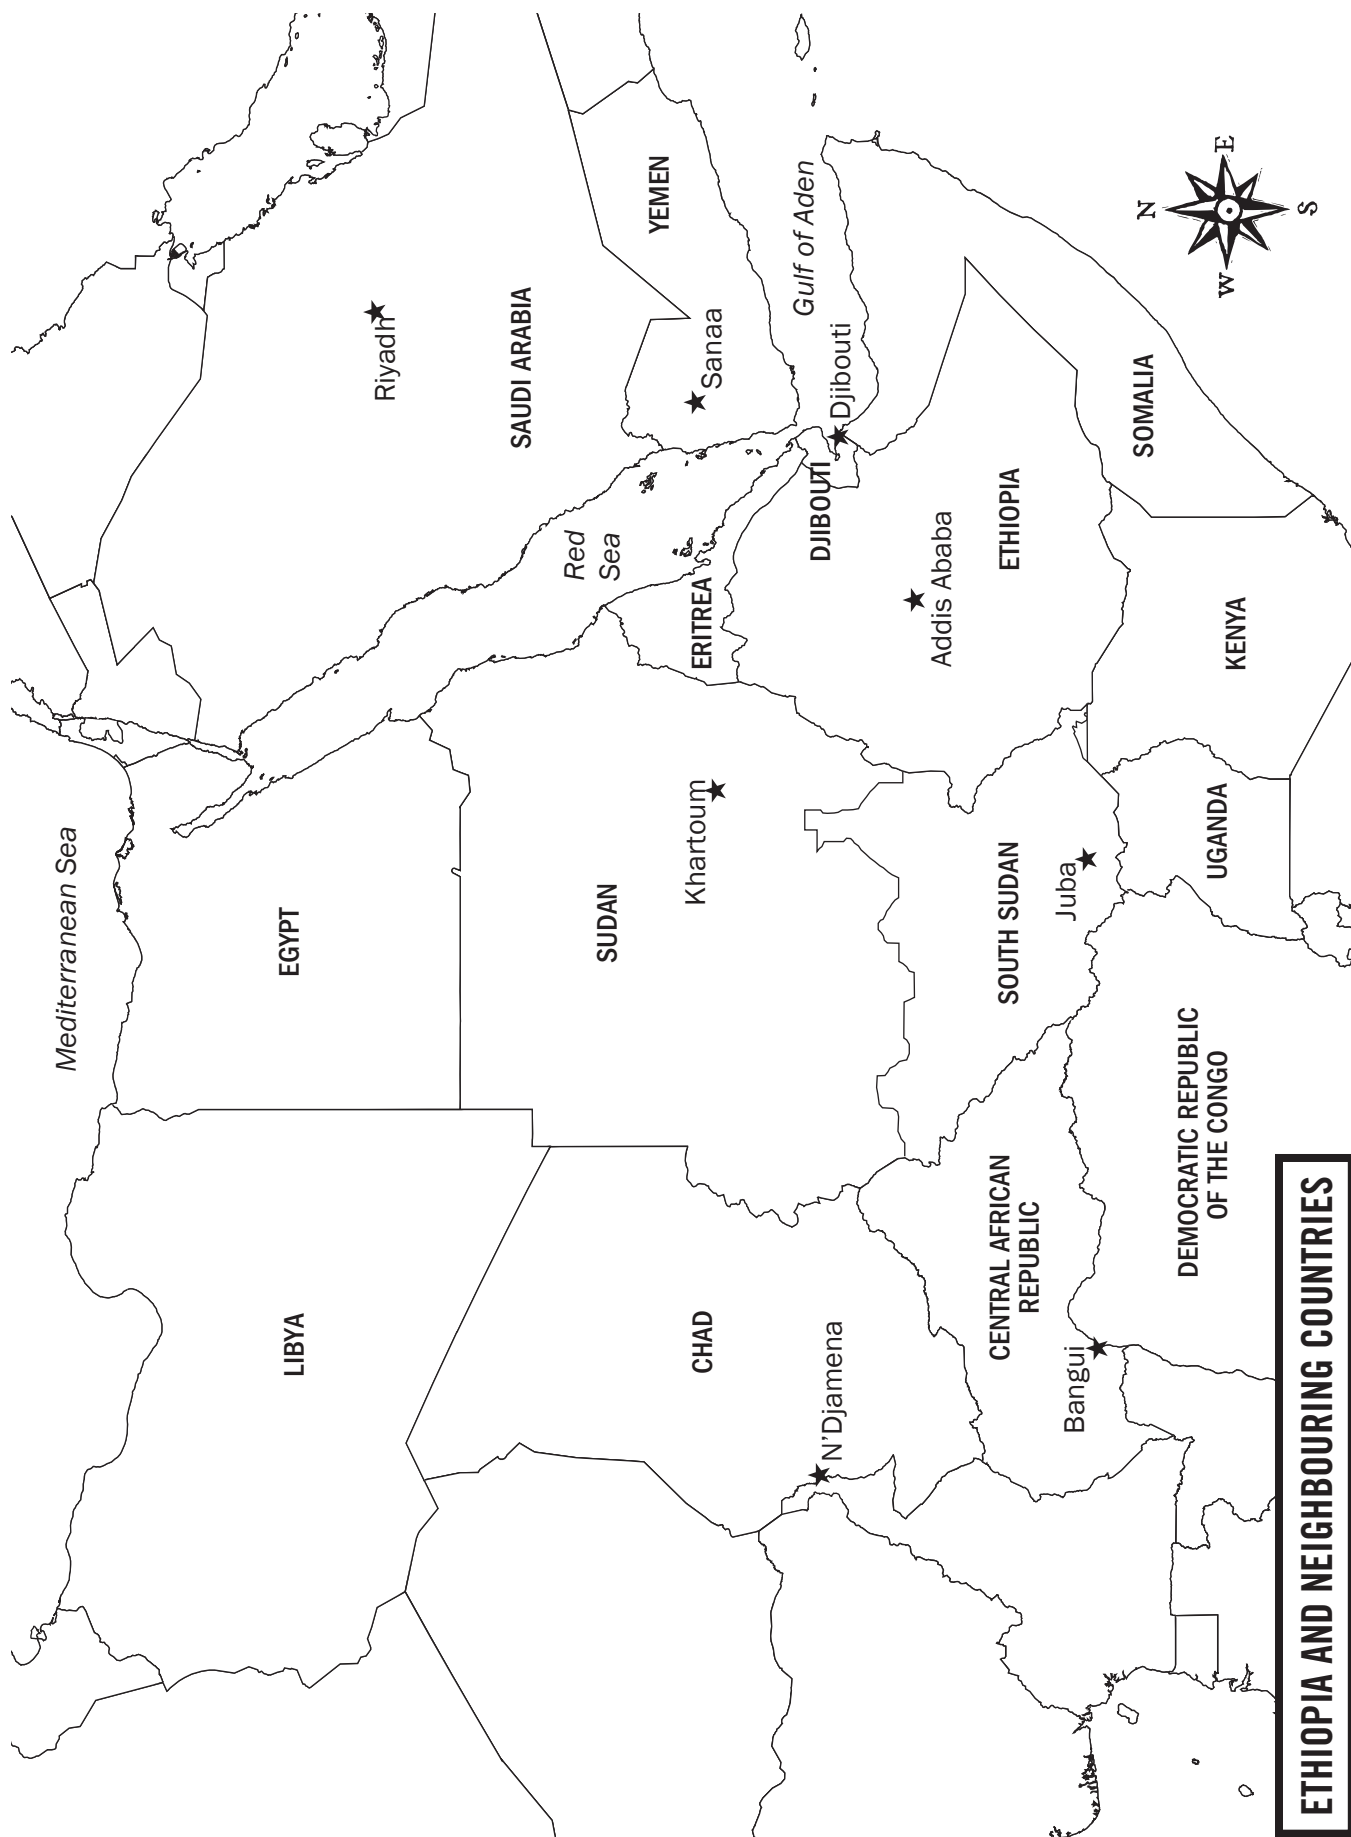 Mediterranean Sea
LIBYA
EGYPT
SAUDI ARABIA
Riyadh
Red
Sea
SUDAN
Khartoum
CHAD
N'Djamena
ERITREA
YEMEN
Sanaa
Gulf of Aden
DJIBOUTI
Djibouti
Addis Ababa
ETHIOPIA
SOUTH SUDAN
Juba
CENTRAL AFRICAN
REPUBLIC
Bangui
SOMALIA
KENYA
UGANDA
DEMOCRATIC REPUBLIC
OF THE CONGO
N
W
E
S
ETHIOPIA AND NEIGHBOURING COUNTRIES